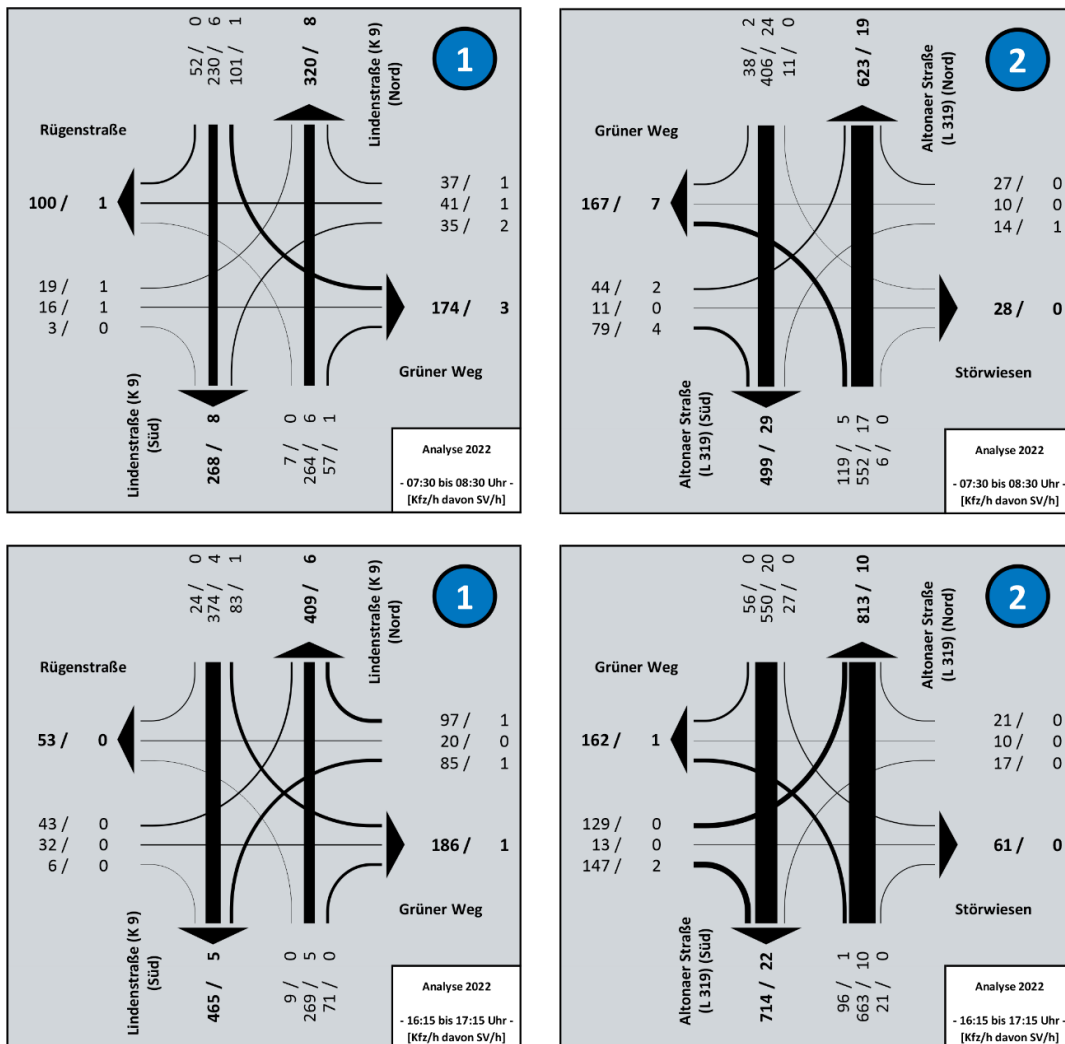 52 / 0
230 / 6
101 / 1
320 / 8
Lindenstraße (K 9)
(Nord)
1
Rügenstraße
100 / 1
37 / 1
41 / 1
35 / 2
19 / 1
16 / 1
3 / 0
174 / 3
Grüner Weg
Lindenstraße (K 9)
(Süd)
268 / 8
7 / 0
264 / 6
57 / 1
Analyse 2022
- 07:30 bis 08:30 Uhr -
[Kfz/h davon SV/h]
38 / 2
406 / 24
11 / 0
623 / 19
Altonaer Straße
(L 319) (Nord)
2
Grüner Weg
167 / 7
27 / 0
10 / 0
14 / 1
44 / 2
11 / 0
79 / 4
28 / 0
Störwiesen
Altonaer Straße
(L 319) (Süd)
499 / 29
119 / 5
552 / 17
6 / 0
Analyse 2022
- 07:30 bis 08:30 Uhr -
[Kfz/h davon SV/h]
24 / 0
374 / 4
83 / 1
409 / 6
Lindenstraße (K 9)
(Nord)
1
Rügenstraße
53 / 0
97 / 1
20 / 0
85 / 1
43 / 0
32 / 0
6 / 0
186 / 1
Grüner Weg
Lindenstraße (K 9)
(Süd)
465 / 5
9 / 0
269 / 5
71 / 0
Analyse 2022
- 16:15 bis 17:15 Uhr -
[Kfz/h davon SV/h]
56 / 0
550 / 20
27 / 0
813 / 10
Altonaer Straße
(L 319) (Nord)
2
Grüner Weg
162 / 1
21 / 0
10 / 0
17 / 0
129 / 0
13 / 0
147 / 2
61 / 0
Störwiesen
Altonaer Straße
(L 319) (Süd)
714 / 22
96 / 1
663 / 10
21 / 0
Analyse 2022
- 16:15 bis 17:15 Uhr -
[Kfz/h davon SV/h]